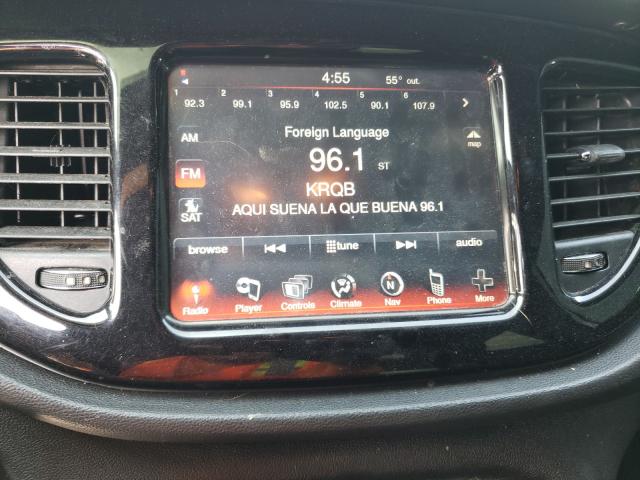 4:55 55° out.
1 2 3 4 5 6
92.3 99.1 95.9 102.5 90.1 107.9 >
AM Foreign Language map
FM 96.1 ST
KRQB
SAT AQUI SUENA LA QUE BUENA 96.1
browse tune audio
Radio Player Controls Climate N Nav Phone More